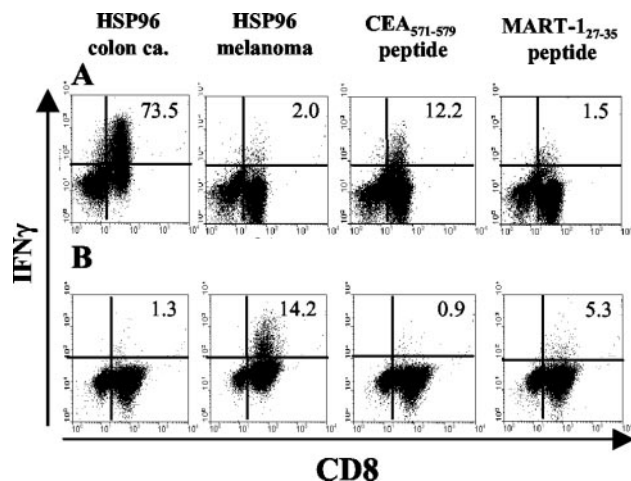 HSP96 colon ca.
HSP96 melanoma
CEA571-579 peptide
MART-127-35 peptide
A
73.5
2.0
12.2
1.5
IFNγ
B
1.3
14.2
0.9
5.3
CD8